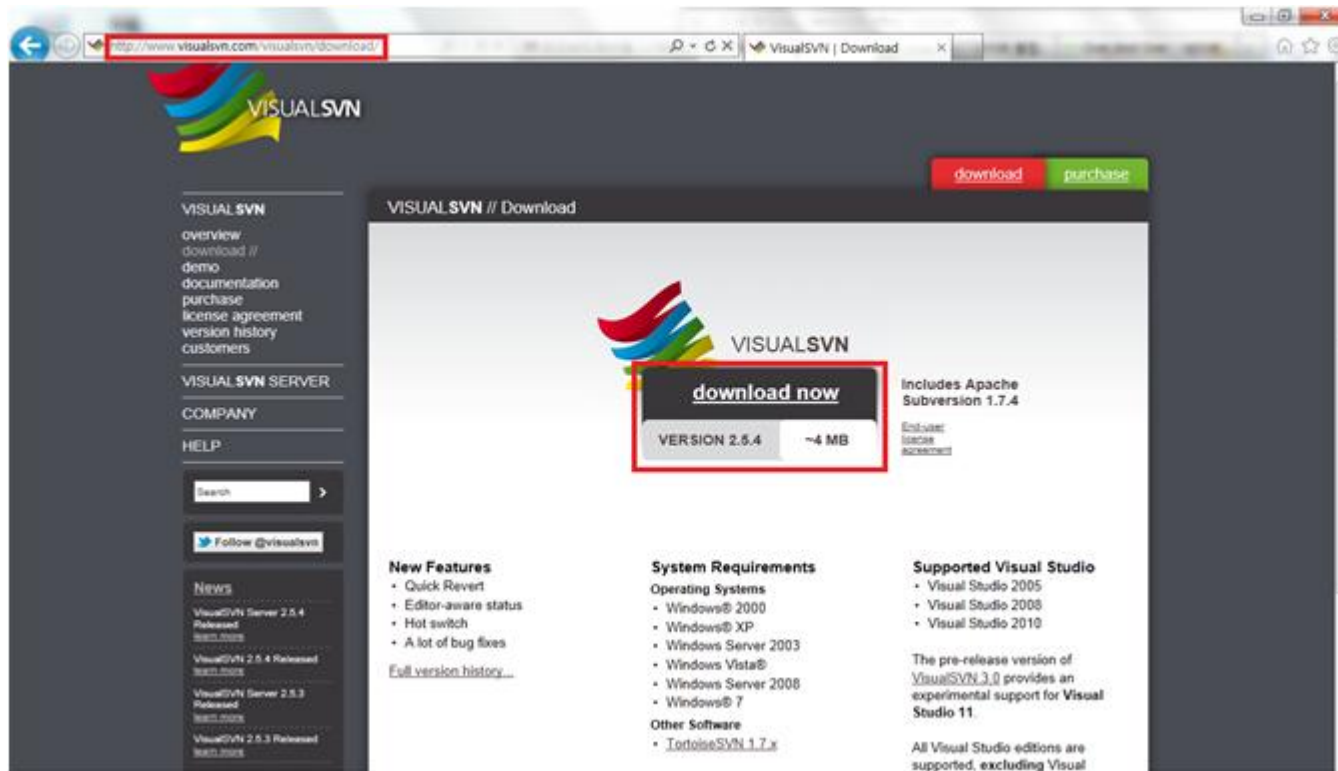 http://www.visualsvn.com/visualsvn/download/
VisualSVN | Download
VISUALSVN
download
purchase
VISUALSVN
overview
download //
demo
documentation
purchase
license agreement
version history
customers
VISUALSVN SERVER
COMPANY
HELP
Search
Follow @visualsvn
News
VisualSVN Server 2.5.4
Released
learn more
VisualSVN 2.5.4 Released
learn more
VisualSVN Server 2.5.3
Released
learn more
VisualSVN 2.5.3 Released
learn more
VISUALSVN // Download
VISUALSVN
download now
VERSION 2.5.4
~4 MB
Includes Apache
Subversion 1.7.4
End-user
license
agreement
New Features
• Quick Revert
• Editor-aware status
• Hot switch
• A lot of bug fixes
Full version history...
System Requirements
Operating Systems
• Windows® 2000
• Windows® XP
• Windows Server 2003
• Windows Vista®
• Windows Server 2008
• Windows® 7
Other Software
• TortoiseSVN 1.7.x
Supported Visual Studio
• Visual Studio 2005
• Visual Studio 2008
• Visual Studio 2010
The pre-release version of
VisualSVN 3.0 provides an
experimental support for Visual
Studio 11.
All Visual Studio editions are
supported, excluding Visual